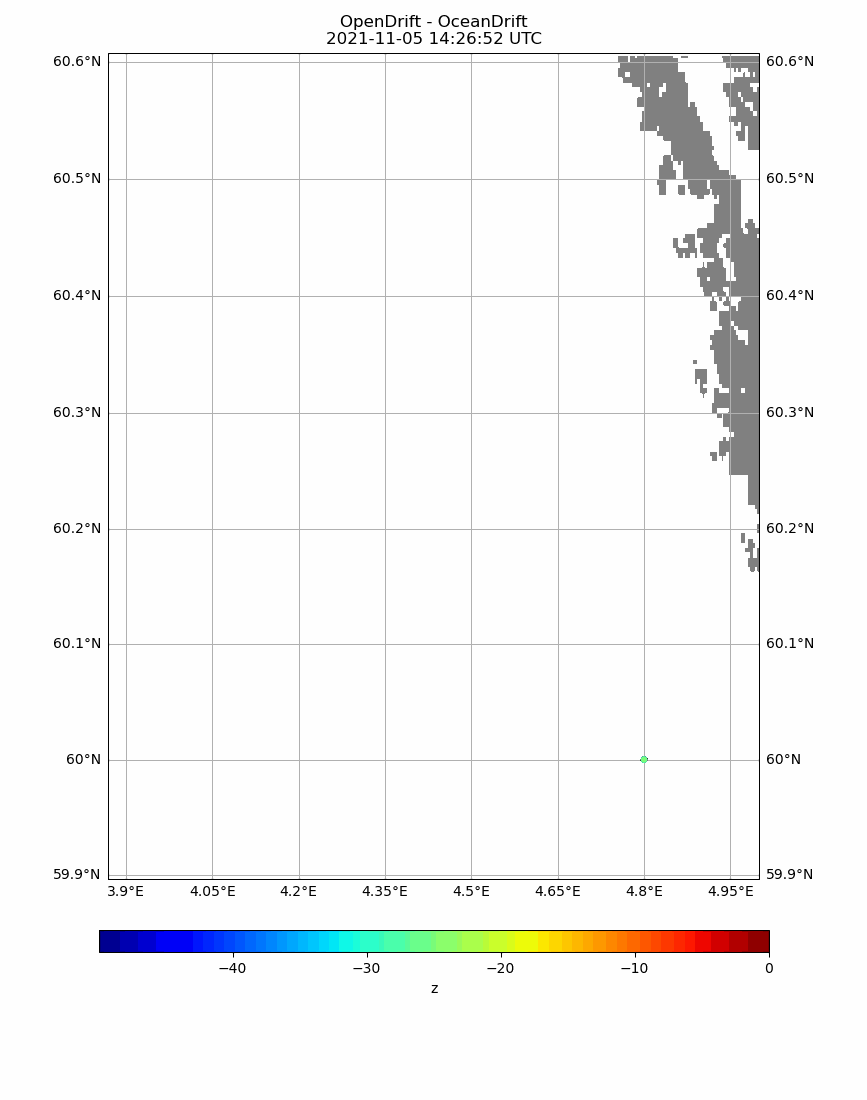 OpenDrift - OceanDrift
2021-11-05 14:26:52 UTC
60.6°N 60.6°N
60.5°N 60.5°N
60.4°N 60.4°N
60.3°N 60.3°N
60.2°N 60.2°N
60.1°N 60.1°N
60°N 60°N
59.9°N 59.9°N
3.9°E 4.05°E 4.2°E 4.35°E 4.5°E 4.65°E 4.8°E 4.95°E
−40 −30 −20 −10 0
z